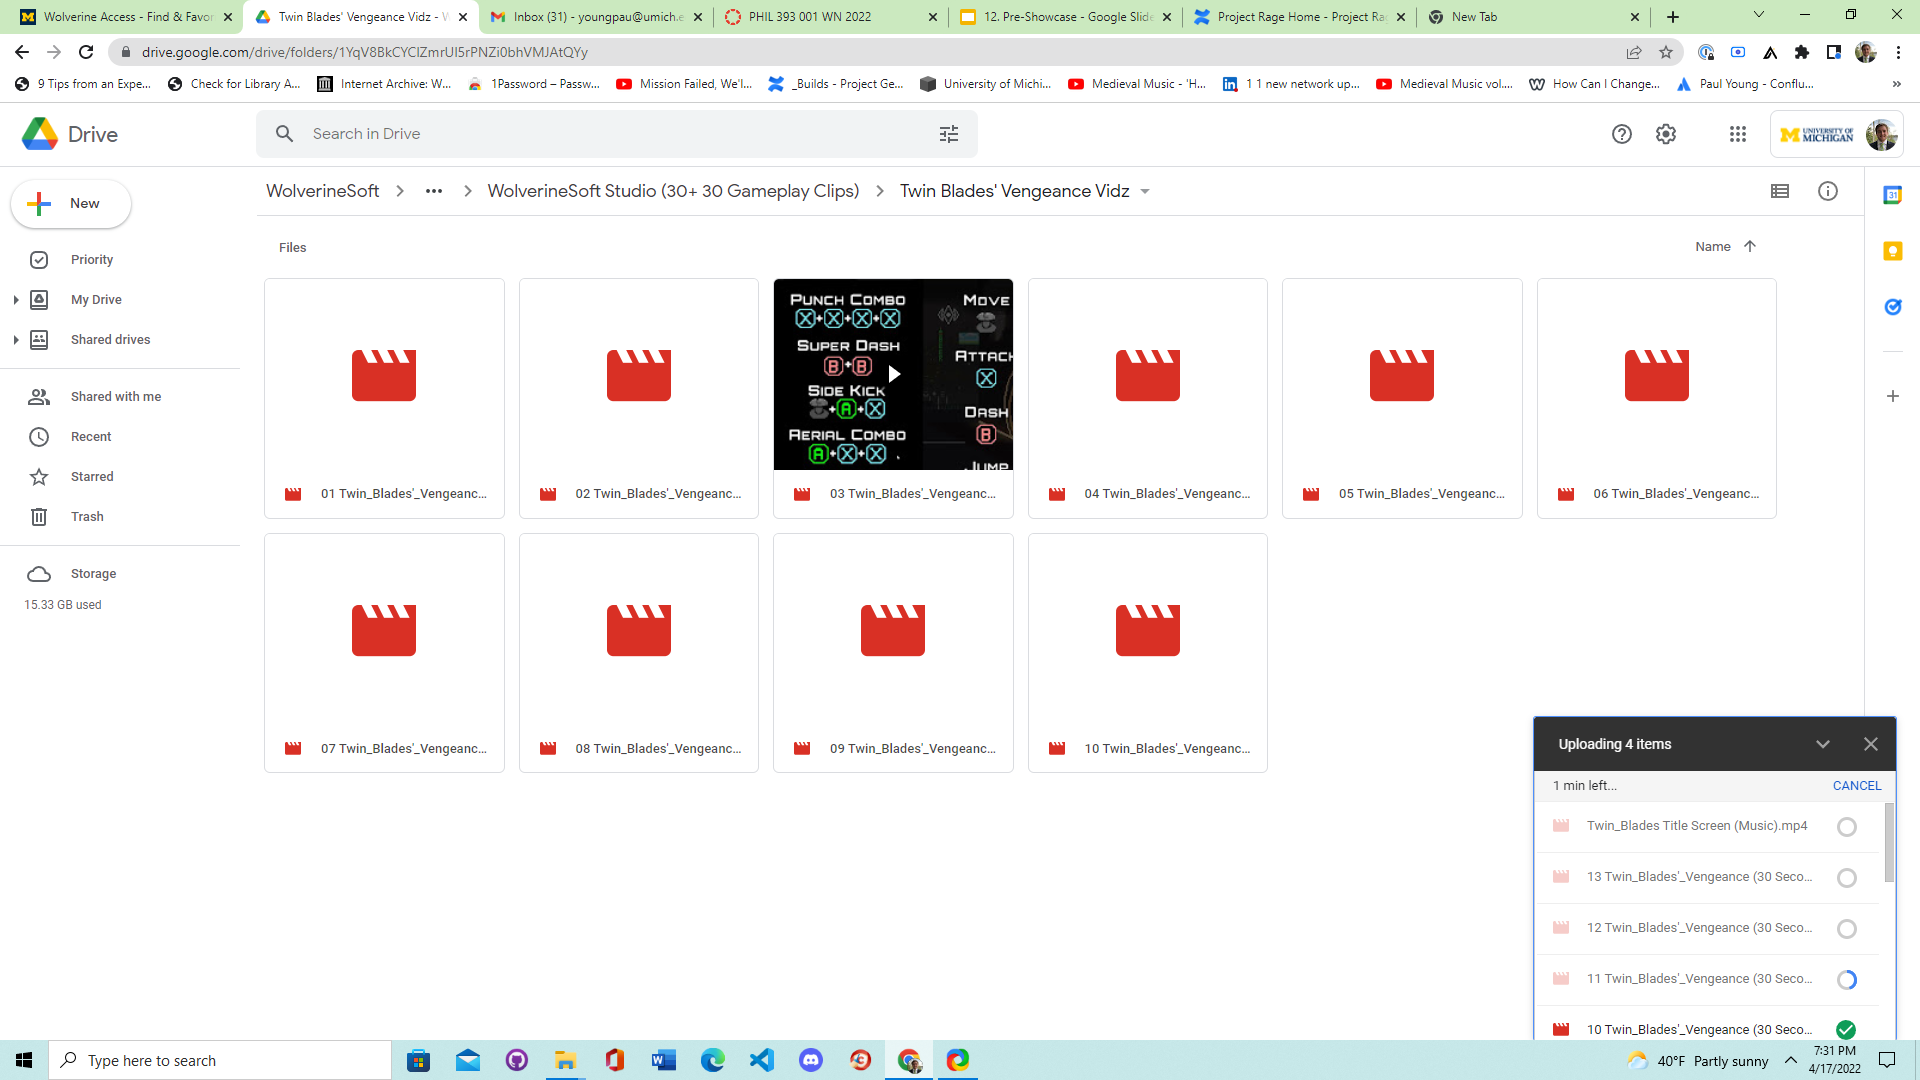 Wolverine Access - Find & Favor
Twin Blades' Vengeance Vidz - W
Inbox (31) - youngpau@umich.e
PHIL 393 001 WN 2022
12. Pre-Showcase - Google Slide
Project Rage Home - Project Rag
New Tab
drive.google.com/drive/folders/1YqV8BkCYClZmrUI5rPNZi0bhVMJAtQYy
9 Tips from an Expe...
Check for Library A...
Internet Archive: W...
1Password – Passw...
Mission Failed, We'l...
_Builds - Project Ge...
University of Michi...
Medieval Music - 'H...
1 1 new network up...
Medieval Music vol....
How Can I Change...
Paul Young - Conflu...
»
Drive
Search in Drive
M UNIVERSITY OF MICHIGAN
New
WolverineSoft
WolverineSoft Studio (30+ 30 Gameplay Clips)
Twin Blades' Vengeance Vidz
31
Priority
My Drive
Shared drives
Shared with me
Recent
Starred
Trash
Storage
15.33 GB used
Files
Name
PUNCH COMBO
X+X+X+X
SUPER DASH
B+B
SIDE KICK
+A+X
AERIAL COMBO
A+X+X
MOVE
ATTACK
X
DASH
B
JUMP
01 Twin_Blades'_Vengeanc...
02 Twin_Blades'_Vengeanc...
03 Twin_Blades'_Vengeanc...
04 Twin_Blades'_Vengeanc...
05 Twin_Blades'_Vengeanc...
06 Twin_Blades'_Vengeanc...
07 Twin_Blades'_Vengeanc...
08 Twin_Blades'_Vengeanc...
09 Twin_Blades'_Vengeanc...
10 Twin_Blades'_Vengeanc...
Uploading 4 items
1 min left...
CANCEL
Twin_Blades Title Screen (Music).mp4
13 Twin_Blades'_Vengeance (30 Seco...
12 Twin_Blades'_Vengeance (30 Seco...
11 Twin_Blades'_Vengeance (30 Seco...
10 Twin_Blades'_Vengeance (30 Seco...
Type here to search
40°F Partly sunny
7:31 PM
4/17/2022